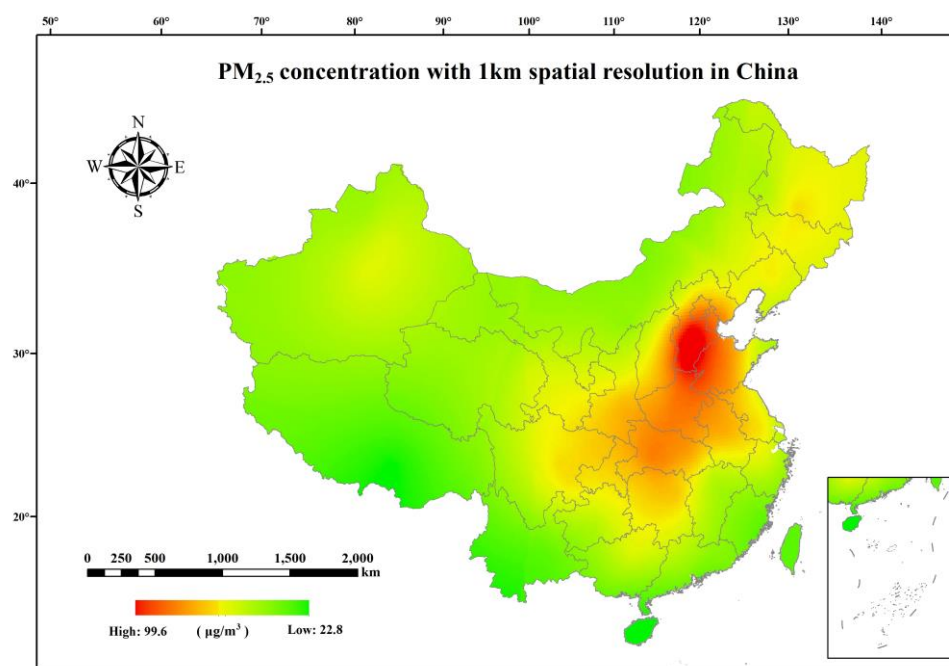 50° 60° 70° 80° 90° 100° 110° 120° 130° 140°
PM₂.₅ concentration with 1km spatial resolution in China
N
W E
S
40°
30°
20°
0 250 500 1,000 1,500 2,000
km
High: 99.6 ( μg/m³ ) Low: 22.8